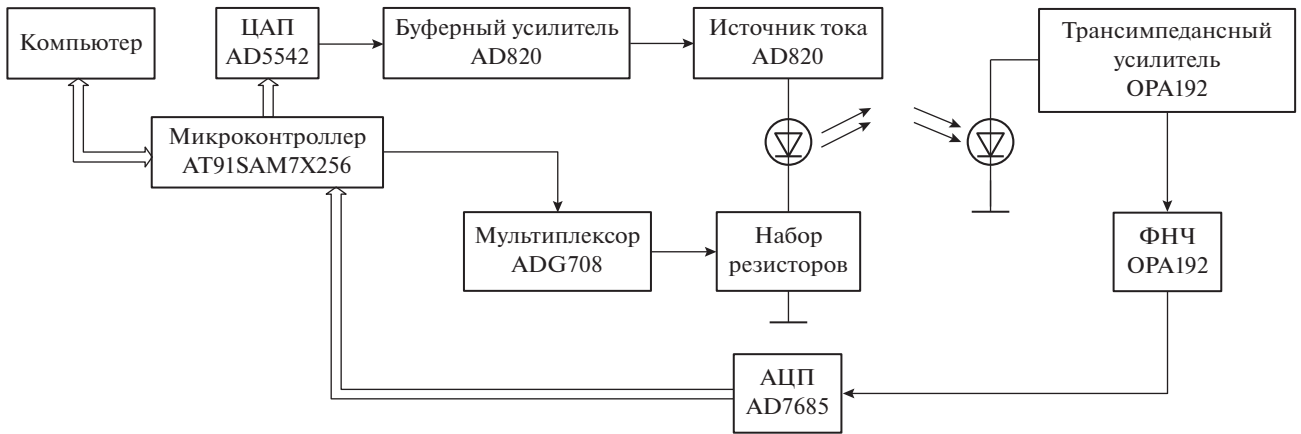 Компьютер
ЦАП
AD5542
Буферный усилитель
AD820
Источник тока
AD820
Трансимпедансный
усилитель
OPA192
Микроконтроллер
AT91SAM7X256
Мультиплексор
ADG708
Набор
резисторов
ФНЧ
OPA192
АЦП
AD7685